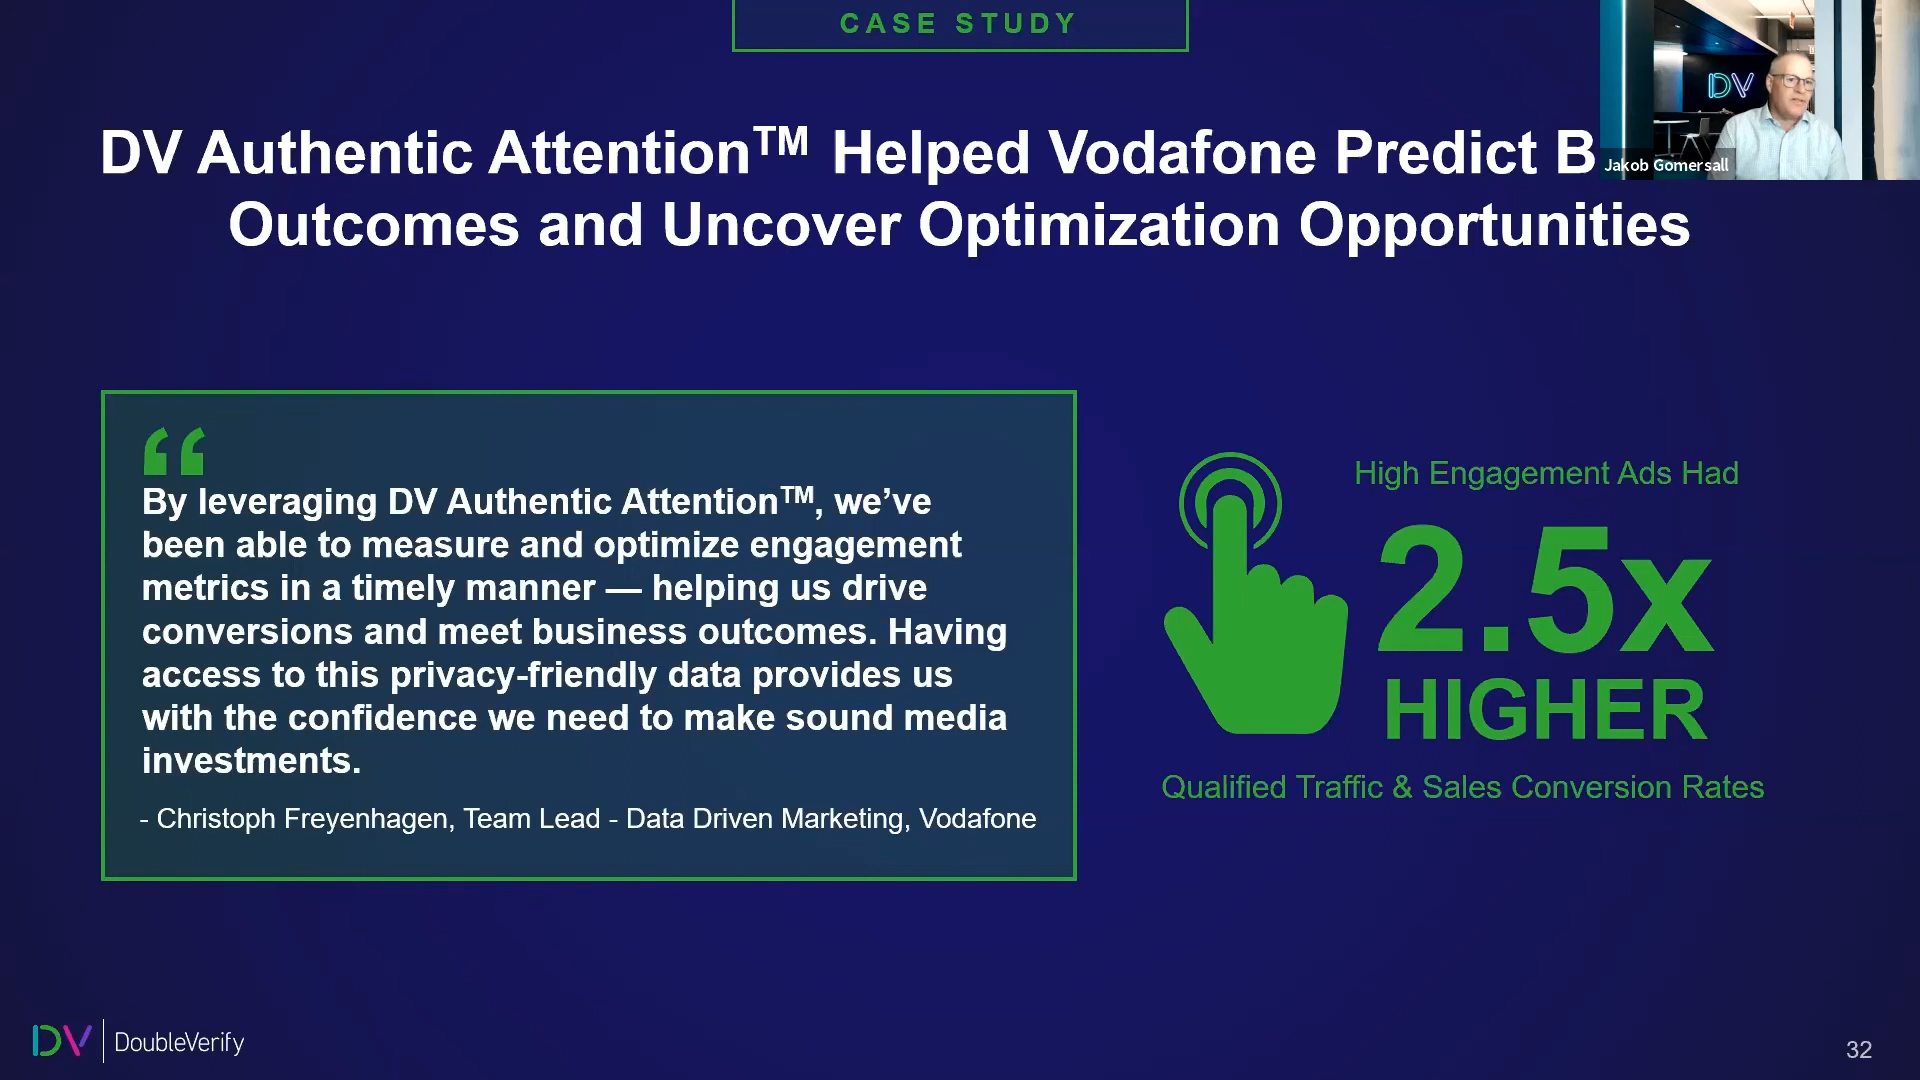 CASE STUDY
DV Authentic Attention™ Helped Vodafone Predict B
Outcomes and Uncover Optimization Opportunities
DV
Jakob Gomersall
“
By leveraging DV Authentic Attention™, we’ve
been able to measure and optimize engagement
metrics in a timely manner — helping us drive
conversions and meet business outcomes. Having
access to this privacy-friendly data provides us
with the confidence we need to make sound media
investments.
- Christoph Freyenhagen, Team Lead - Data Driven Marketing, Vodafone
High Engagement Ads Had
2.5x
HIGHER
Qualified Traffic & Sales Conversion Rates
DV DoubleVerify
32